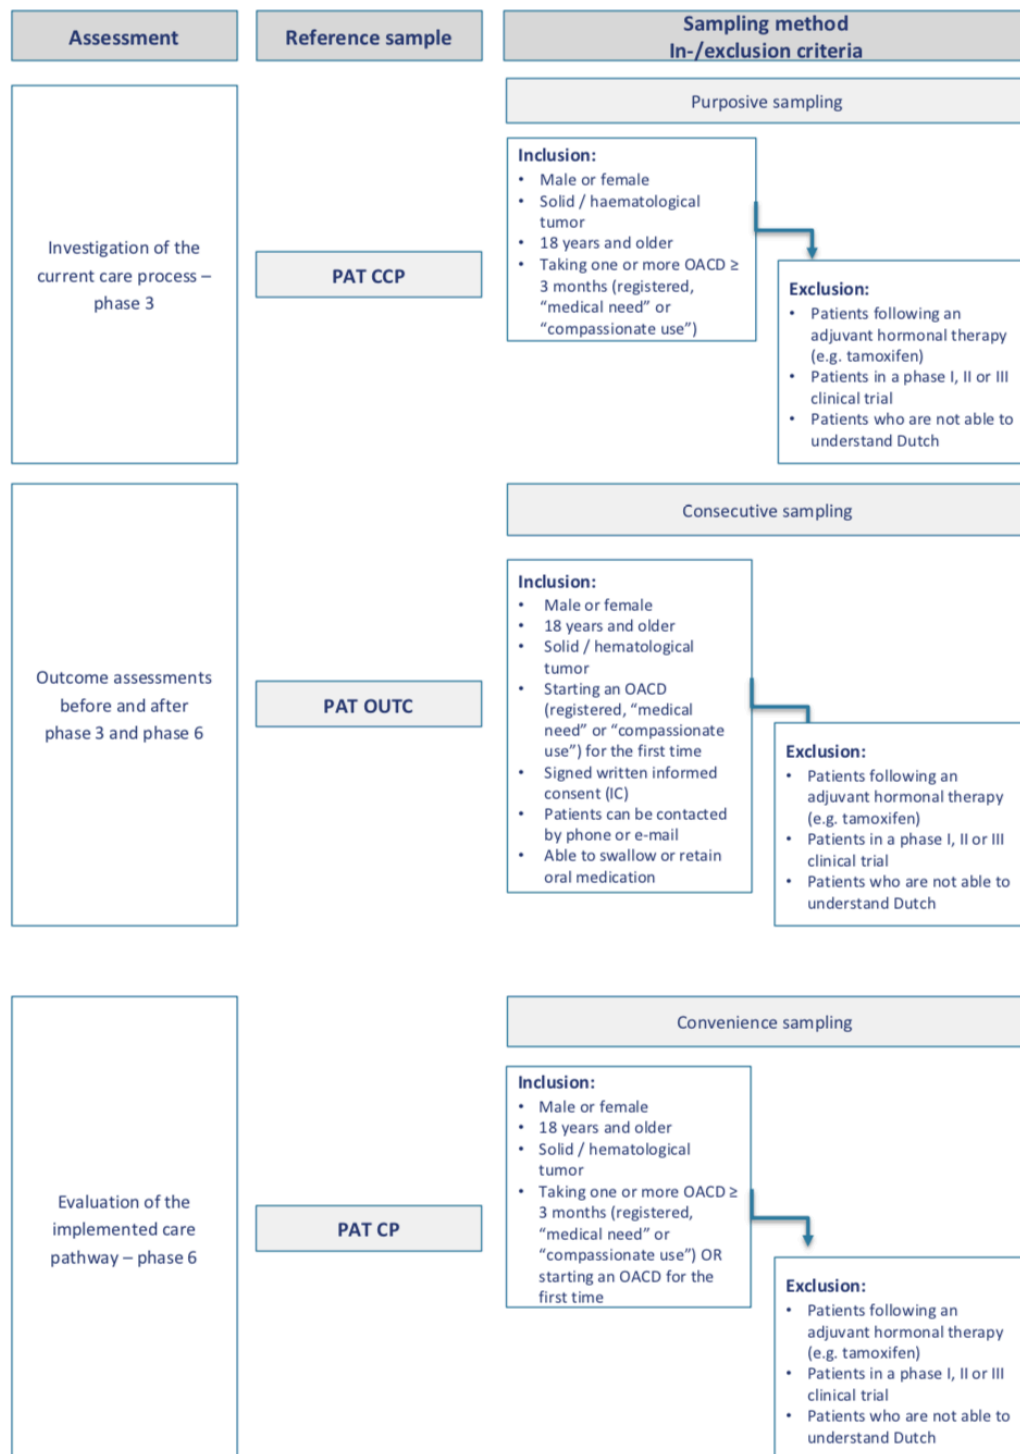 Assessment
Reference sample
Sampling method
In-/exclusion criteria
Investigation of the
current care process –
phase 3
PAT CCP
Purposive sampling
Inclusion:
• Male or female
• Solid / haematological
tumor
• 18 years and older
• Taking one or more OACD ≥
3 months (registered,
“medical need” or
“compassionate use”)
Exclusion:
• Patients following an
adjuvant hormonal therapy
(e.g. tamoxifen)
• Patients in a phase I, II or III
clinical trial
• Patients who are not able to
understand Dutch
Outcome assessments
before and after
phase 3 and phase 6
PAT OUTC
Consecutive sampling
Inclusion:
• Male or female
• 18 years and older
• Solid / hematological
tumor
• Starting an OACD
(registered, “medical
need” or “compassionate
use”) for the first time
• Signed written informed
consent (IC)
• Patients can be contacted
by phone or e-mail
• Able to swallow or retain
oral medication
Exclusion:
• Patients following an
adjuvant hormonal therapy
(e.g. tamoxifen)
• Patients in a phase I, II or III
clinical trial
• Patients who are not able to
understand Dutch
Evaluation of the
implemented care
pathway – phase 6
PAT CP
Convenience sampling
Inclusion:
• Male or female
• 18 years and older
• Solid / hematological
tumor
• Taking one or more OACD ≥
3 months (registered,
“medical need” or
“compassionate use”) OR
starting an OACD for the
first time
Exclusion:
• Patients following an
adjuvant hormonal therapy
(e.g. tamoxifen)
• Patients in a phase I, II or III
clinical trial
• Patients who are not able to
understand Dutch